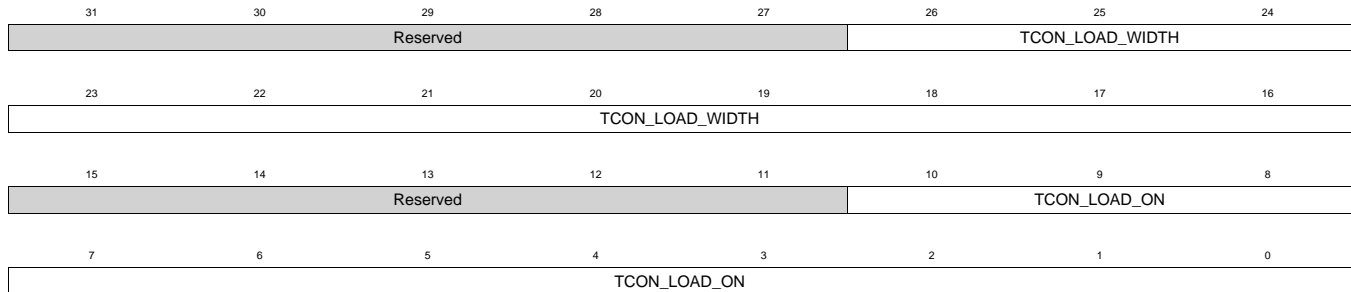 31 30 29 28 27 26 25 24
Reserved TCON_LOAD_WIDTH
23 22 21 20 19 18 17 16
TCON_LOAD_WIDTH
15 14 13 12 11 10 9 8
Reserved TCON_LOAD_ON
7 6 5 4 3 2 1 0
TCON_LOAD_ON